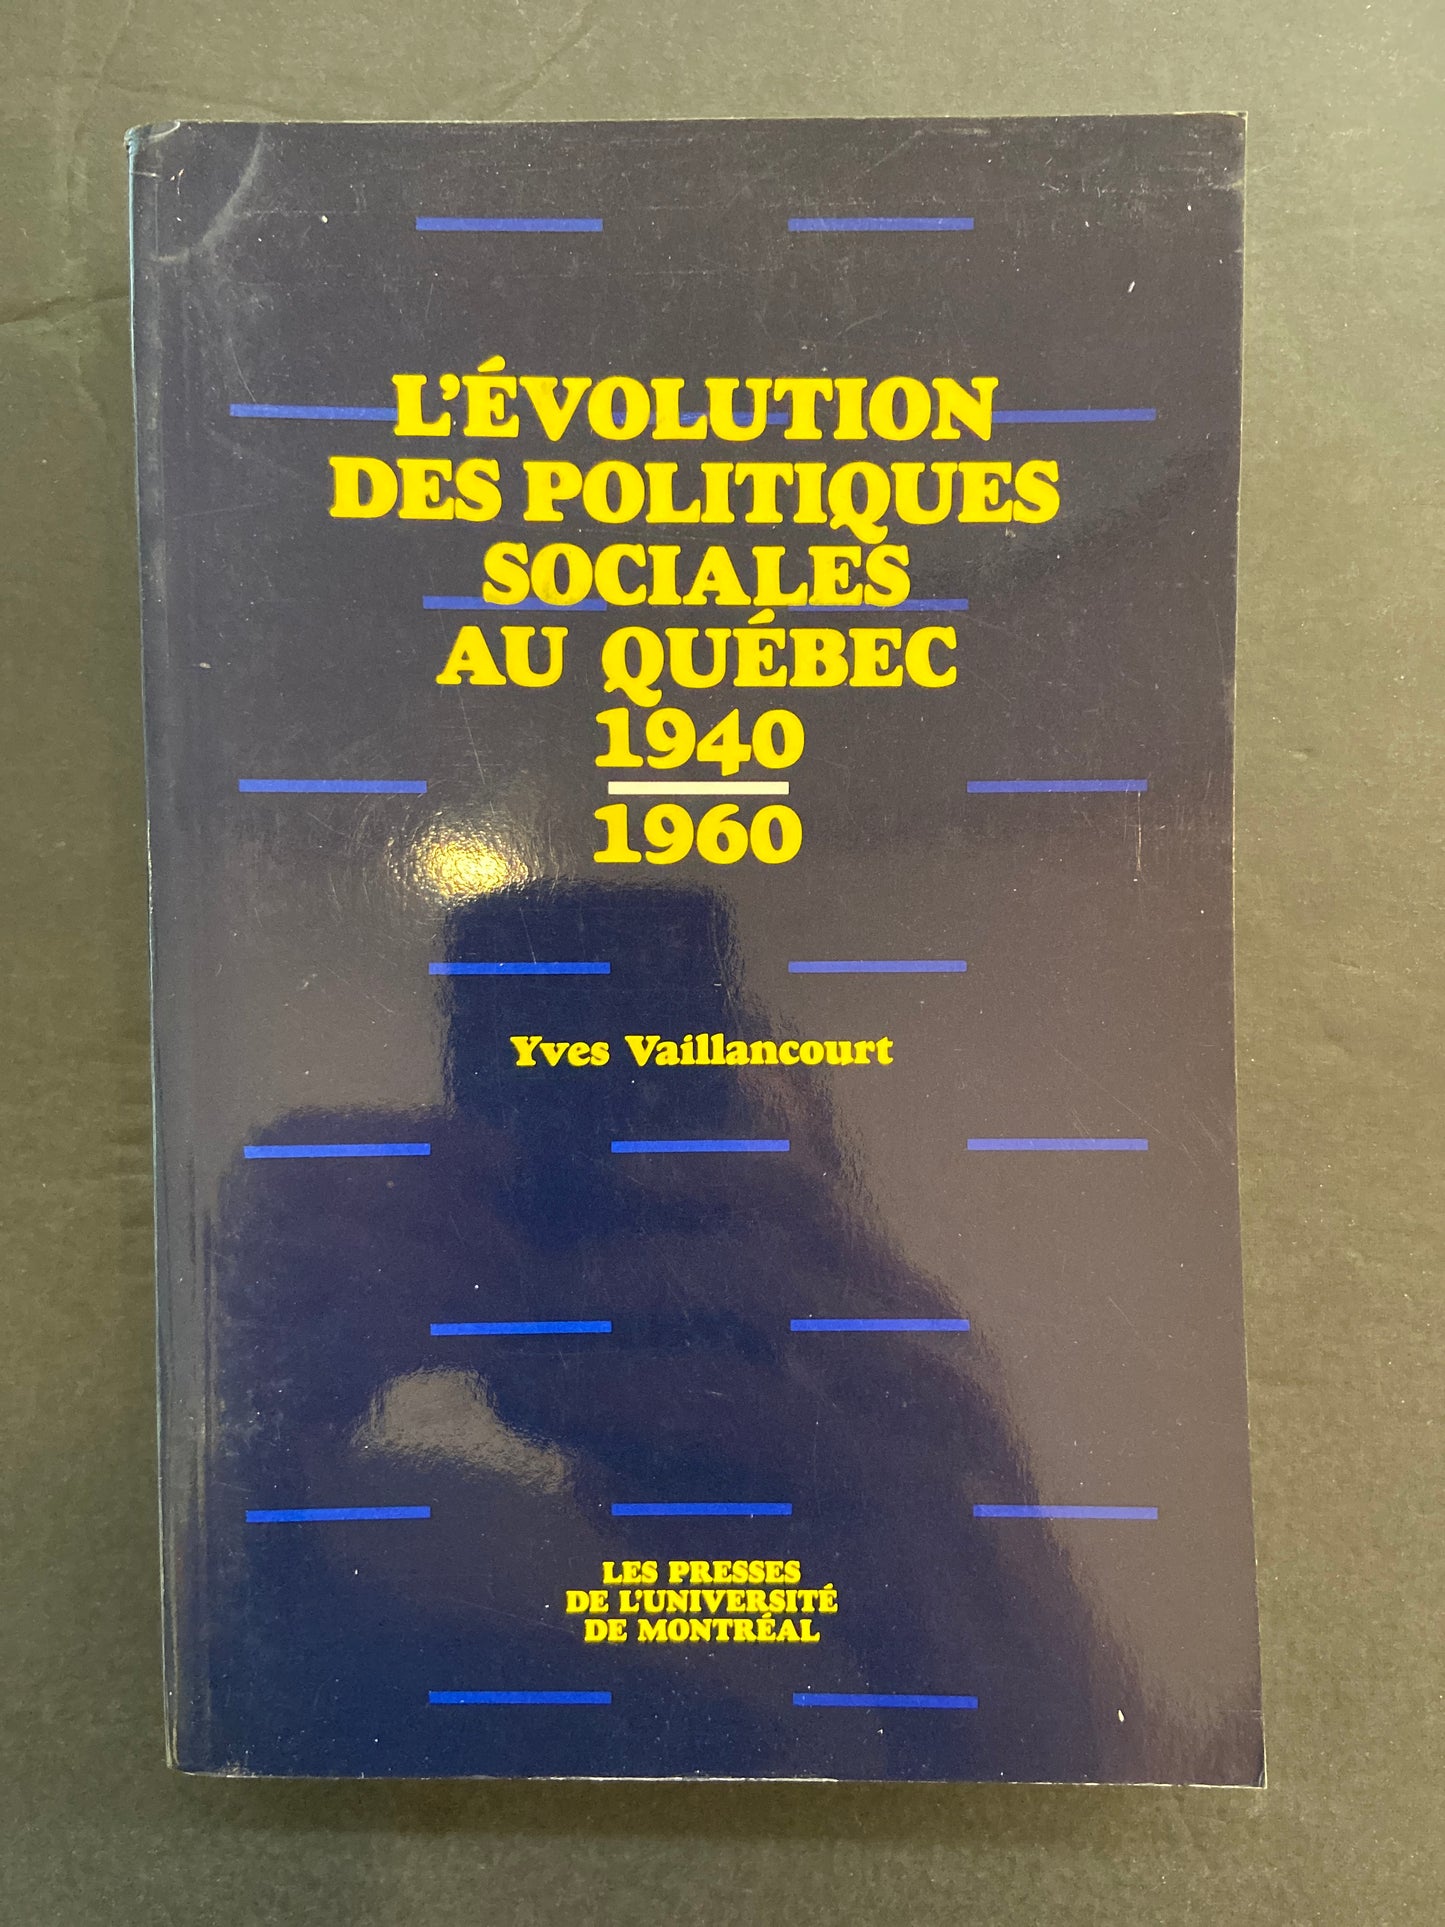 L'ÉVOLUTION
DES POLITIQUES
SOCIALES
AU QUÉBEC
1940
1960
Yves Vaillancourt
LES PRESSES
DE L'UNIVERSITÉ
DE MONTRÉAL